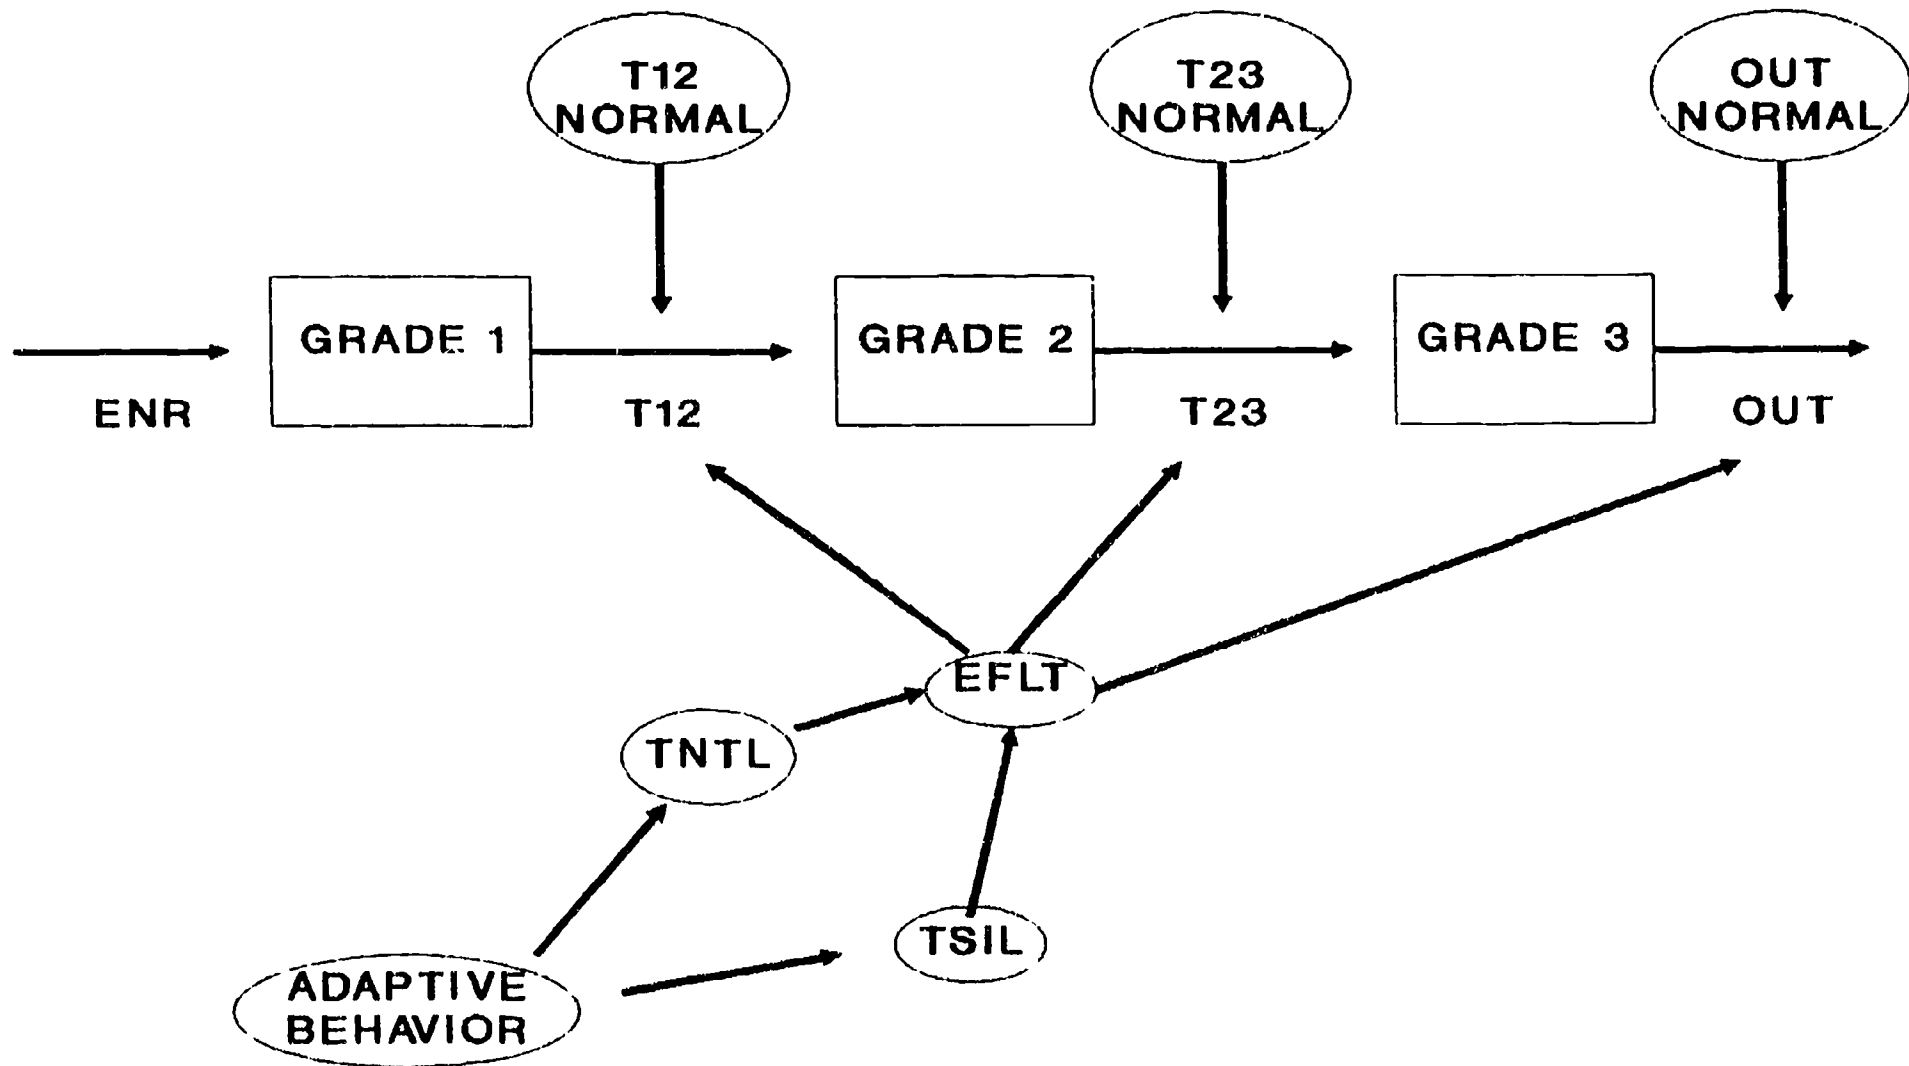 T12
NORMAL
T23
NORMAL
OUT
NORMAL
GRADE 1
GRADE 2
GRADE 3
ENR
T12
T23
OUT
EFLT
TNTL
TSIL
ADAPTIVE
BEHAVIOR